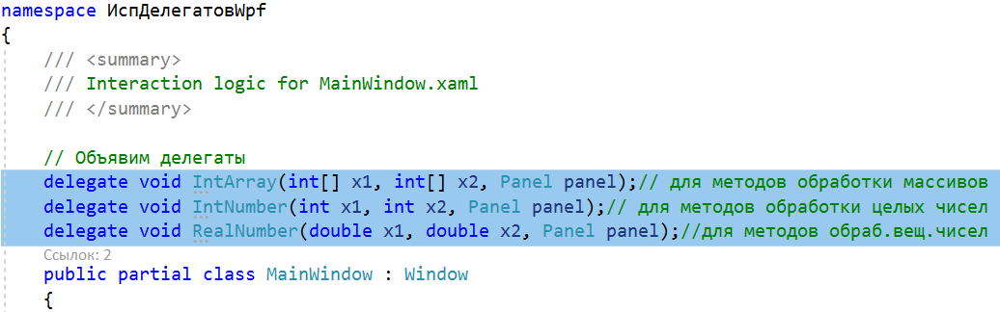 namespace ИспДелегатовWpf
{
/// <summary>
/// Interaction logic for MainWindow.xaml
/// </summary>
// Объявим делегаты
delegate void IntArray(int[] x1, int[] x2, Panel panel);// для методов обработки массивов
delegate void IntNumber(int x1, int x2, Panel panel);// для методов обработки целых чисел
delegate void RealNumber(double x1, double x2, Panel panel);//для методов обраб.вещ.чисел
Ссылок: 2
public partial class MainWindow : Window
{